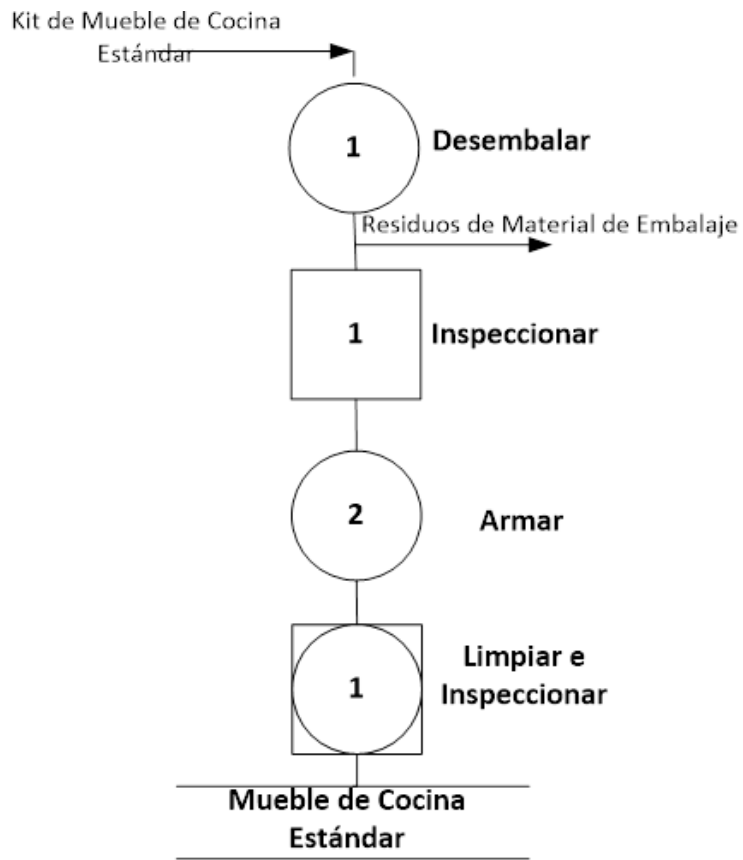 Kit de Mueble de Cocina
Estándar
1
Desembalar
Residuos de Material de Embalaje
1
Inspeccionar
2
Armar
1
Limpiar e
Inspeccionar
Mueble de Cocina
Estándar